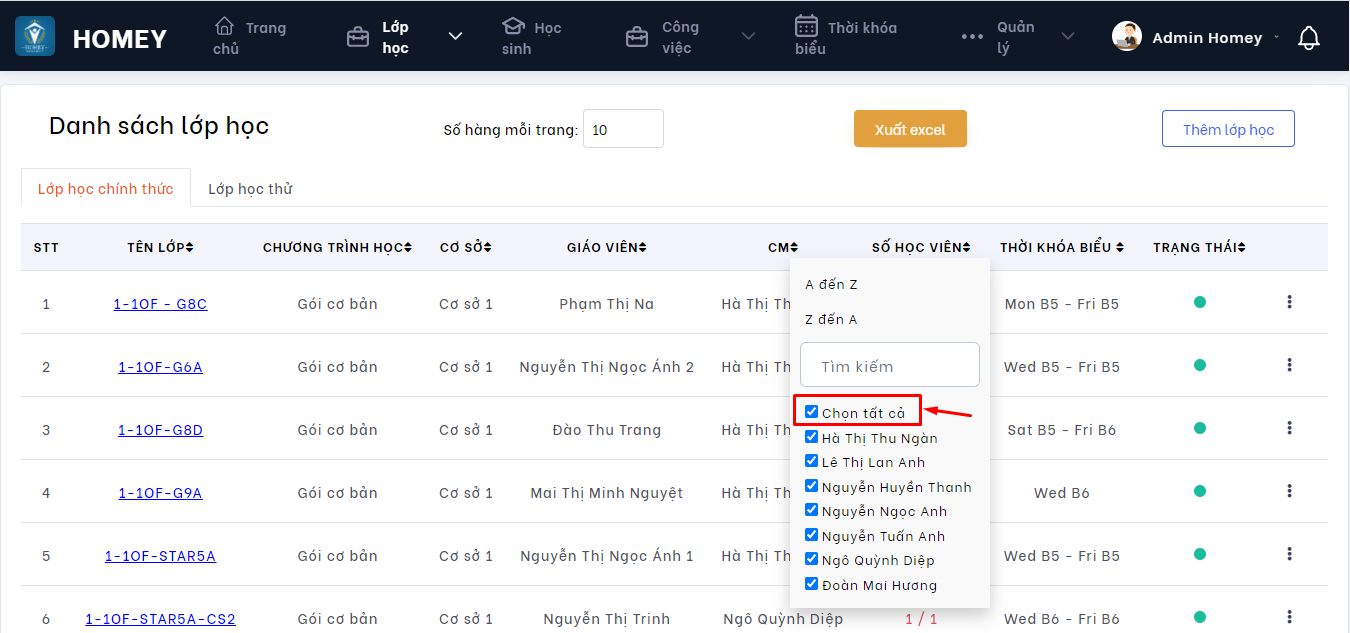 HOMEY
Trang chủ
Lớp học
Học sinh
Công việc
Thời khóa biểu
Quản lý
Admin Homey
Danh sách lớp học
Số hàng mỗi trang: 10
Xuất excel
Thêm lớp học
Lớp học chính thức
Lớp học thử
STT TÊN LỚP CHƯƠNG TRÌNH HỌC CƠ SỞ GIÁO VIÊN CM SỐ HỌC VIÊN THỜI KHÓA BIỂU TRẠNG THÁI
1 1-1OF - G8C Gói cơ bản Cơ sở 1 Phạm Thị Na Hà Thị Th Mon B5 - Fri B5
2 1-1OF-G6A Gói cơ bản Cơ sở 1 Nguyễn Thị Ngọc Ánh 2 Hà Thị Th Wed B5 - Fri B5
3 1-1OF-G8D Gói cơ bản Cơ sở 1 Đào Thu Trang Hà Thị Th Sat B5 - Fri B6
4 1-1OF-G9A Gói cơ bản Cơ sở 1 Mai Thị Minh Nguyệt Hà Thị Th Wed B6
5 1-1OF-STAR5A Gói cơ bản Cơ sở 1 Nguyễn Thị Ngọc Ánh 1 Hà Thị Th Wed B5 - Fri B5
6 1-1OF-STAR5A-CS2 Gói cơ bản Cơ sở 1 Nguyễn Thị Trinh Ngô Quỳnh Diệp 1 / 1 Wed B6 - Fri B6
A đến Z
Z đến A
Tìm kiếm
Chọn tất cả
Hà Thị Thu Ngàn
Lê Thị Lan Anh
Nguyễn Huyền Thanh
Nguyễn Ngọc Anh
Nguyễn Tuấn Anh
Ngô Quỳnh Diệp
Đoàn Mai Hương